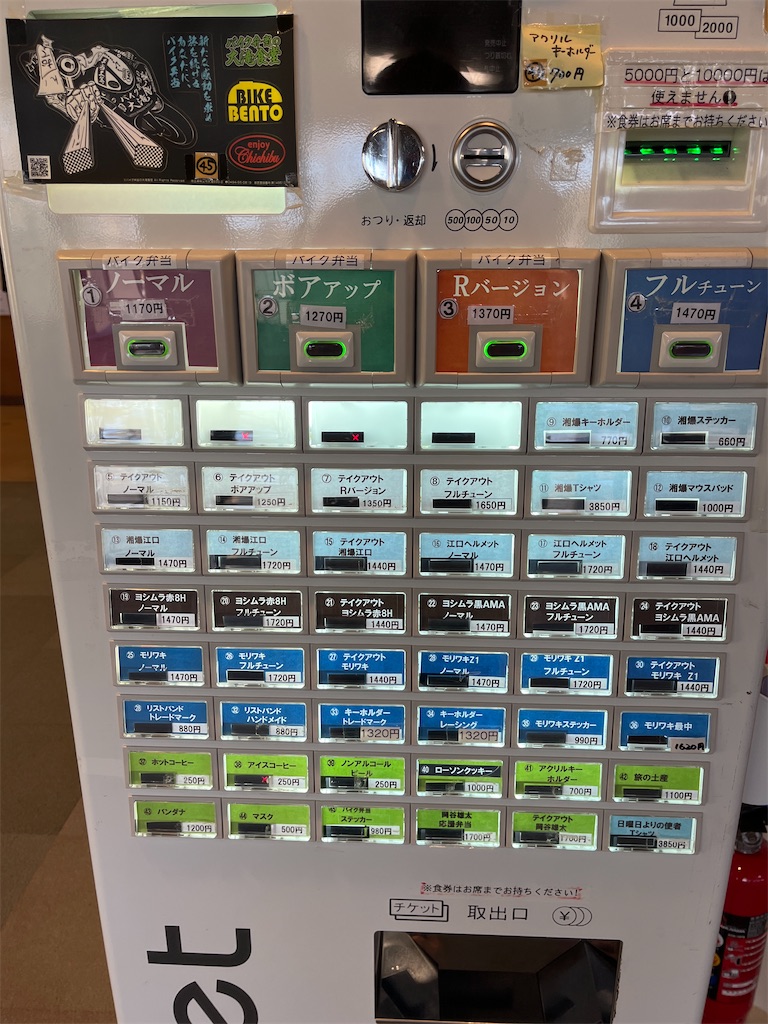 1000 2000
アクリル
キーホルダー
700円
BIKE
BENTO
enjoy
Chichibu
45
5000円と10000円は
使えません!
※食券はお席までお持ちください
おつり・返却 500 100 50 10
バイク弁当
① ノーマル
1170円
② ボアアップ
1270円
バイク弁当
③ Rバージョン
1370円
④ フルチューン
1470円
⑨ 湘爆キーホルダー
770円
⑩ 湘爆ステッカー
660円
⑤ テイクアウト
ノーマル
1150円
⑥ テイクアウト
ボアアップ
1250円
⑦ テイクアウト
Rバージョン
1350円
⑧ テイクアウト
フルチューン
1650円
⑪ 湘爆Tシャツ
3850円
⑫ 湘爆マウスパッド
1000円
⑬ 湘爆江口
ノーマル
1470円
⑭ 湘爆江口
フルチューン
1720円
⑮ テイクアウト
湘爆江口
1440円
⑯ 江口ヘルメット
ノーマル
1470円
⑰ 江口ヘルメット
フルチューン
1720円
⑱ テイクアウト
江口ヘルメット
1440円
⑲ ヨシムラ赤8H
ノーマル
1470円
⑳ ヨシムラ赤8H
フルチューン
1720円
㉑ テイクアウト
ヨシムラ赤8H
1440円
㉒ ヨシムラ黒AMA
ノーマル
1470円
㉓ ヨシムラ黒AMA
フルチューン
1720円
㉔ テイクアウト
ヨシムラ黒AMA
1440円
㉕ モリワキ
ノーマル
1470円
㉖ モリワキ
フルチューン
1720円
㉗ テイクアウト
モリワキ
1440円
㉘ モリワキZ1
ノーマル
1470円
㉙ モリワキ Z1
フルチューン
1720円
㉚ テイクアウト
モリワキ Z1
1440円
リストバンド
トレードマーク
880円
㉜ リストバンド
ハンドメイド
880円
㉝ キーホルダー
トレードマーク
1320円
㉞ キーホルダー
レーシング
1320円
㉟ モリワキステッカー
990円
㊱ モリワキ最中
1620円
ホットコーヒー
250円
㊳ アイスコーヒー
250円
㊴ ノンアルコール
ビール
250円
㊵ ローソンクッキー
1000円
㊶ アクリルキー
ホルダー
700円
㊷ 旅の土産
1100円
㊸ バンダナ
1200円
㊹ マスク
500円
㊺ バイク弁当
ステッカー
980円
岡谷雄太
応援弁当
1700円
テイクアウト
岡谷雄太
1700円
日曜日よりの使者
Tシャツ
3850円
※食券はお席までお持ちください!
チケット 取出口 ¥
et